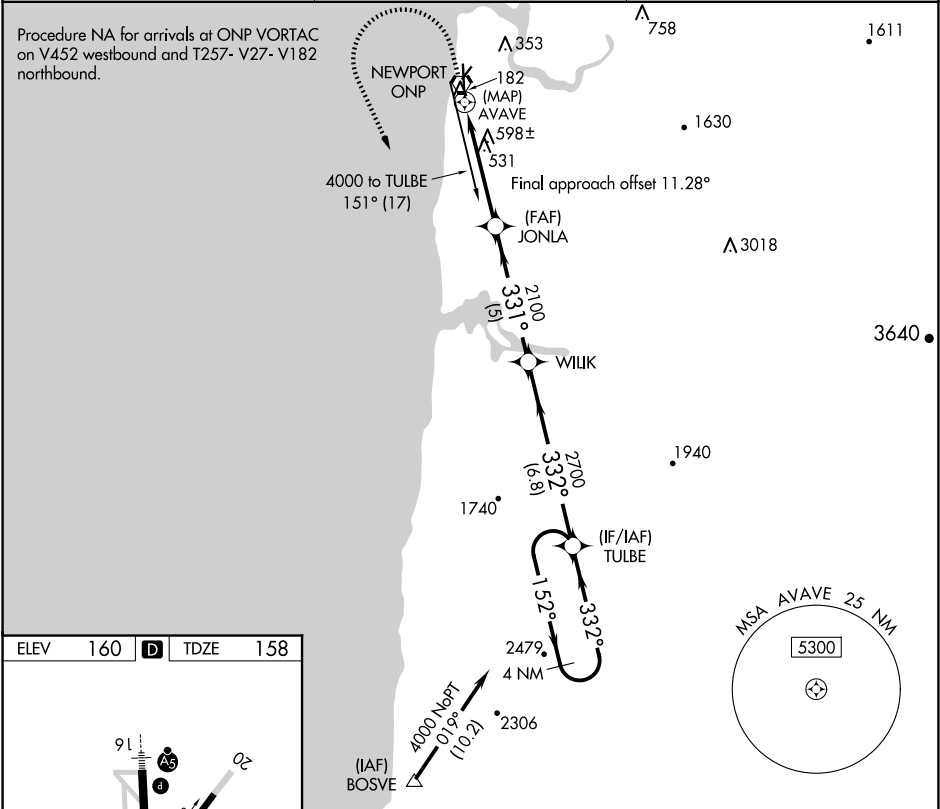 Procedure NA for arrivals at ONP VORTAC
on V452 westbound and T257- V27- V182
northbound.
758
1611
353
NEWPORT
ONP
182
(MAP)
AVAVE
1630
598±
531
4000 to TULBE
151° (17)
Final approach offset 11.28°
(FAF)
JONLA
3018
2100
331°
(5)
3640
WILIK
1940
2700
332°
(6.8)
1740
(IF/IAF)
TULBE
152°
332°
MSA AVAVE 25 NM
5300
ELEV 160 D TDZE 158
2479
4 NM
4000 NoPT
019°
(10.2)
2306
(IAF)
BOSVE
16
A5
P
20